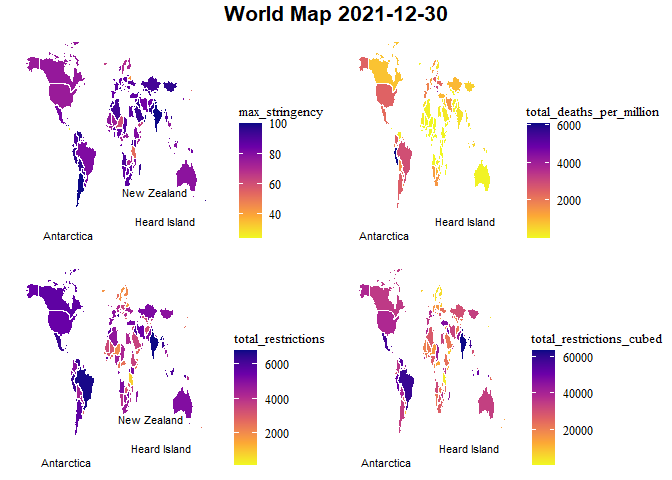 World Map 2021-12-30
max_stringency
100
80
60
40
New Zealand
Heard Island
Antarctica
total_deaths_per_million
6000
4000
2000
Heard Island
Antarctica
total_restrictions
6000
4000
2000
New Zealand
Heard Island
Antarctica
total_restrictions_cubed
60000
40000
20000
Heard Island
Antarctica